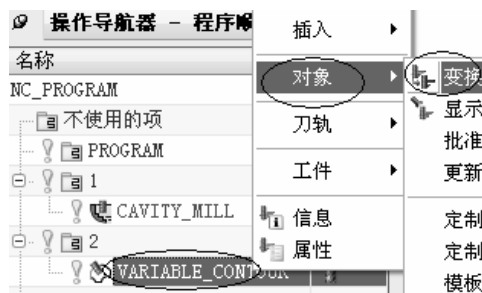 操作导航器 - 程序顺
名称
NC_PROGRAM
不使用的项
PROGRAM
1
CAVITY_MILL
2
VARIABLE_CONTOUR
插入
对象
刀轨
工件
信息
属性
变换
显示
批准
更新
定制
定制
模板